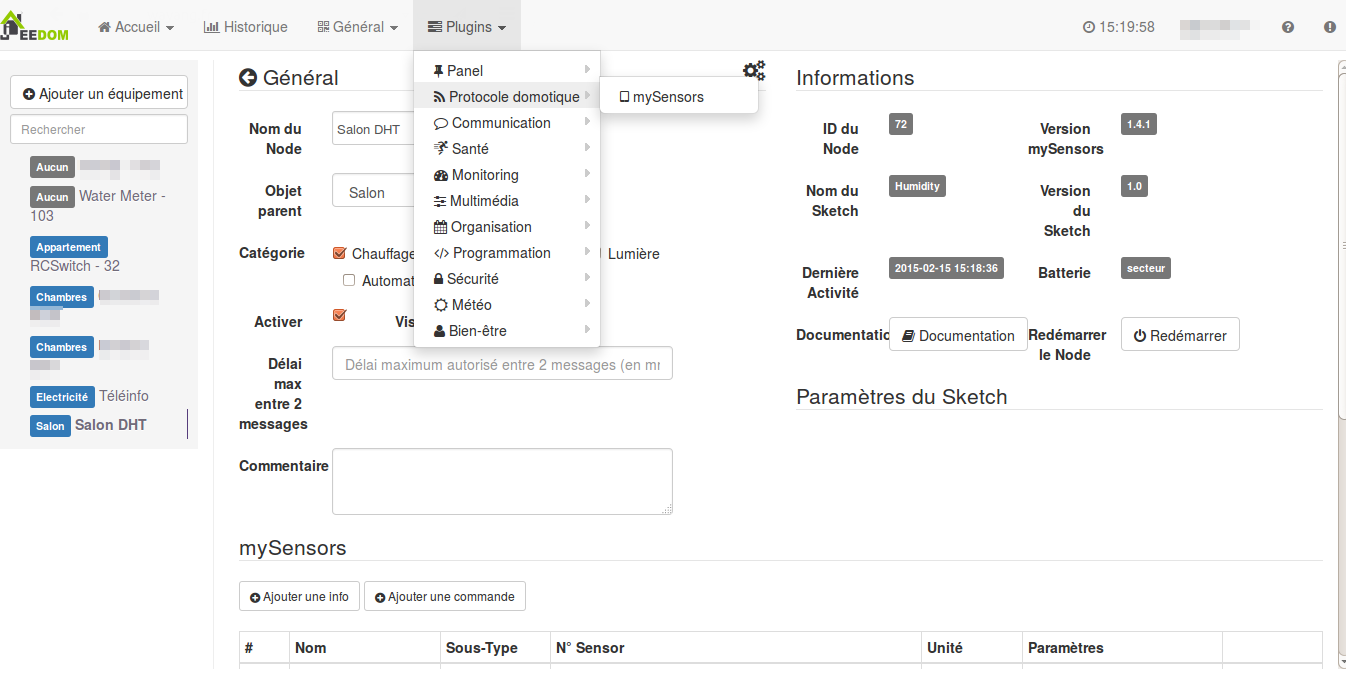 JEEDOM
Accueil Historique Général Plugins 15:19:58
Ajouter un équipement
Rechercher
Aucun
Aucun Water Meter -
103
Appartement
RCSwitch - 32
Chambres
Chambres
Electricité Téléinfo
Salon Salon DHT
Général
Nom du
Node
Salon DHT
Objet
parent
Salon
Catégorie
Chauffage
Lumière
Automat
Activer
Vis
Délai
max
entre 2
messages
Délai maximum autorisé entre 2 messages (en mr
Commentaire
Panel
Protocole domotique
mySensors
Communication
Santé
Monitoring
Multimédia
Organisation
Programmation
Sécurité
Météo
Bien-être
Informations
ID du
Node
72
Version
mySensors
1.4.1
Nom du
Sketch
Humidity
Version
du
Sketch
1.0
Dernière
Activité
2015-02-15 15:18:36
Batterie
secteur
Documentatio
Documentation
Redémarrer
le Node
Redémarrer
Paramètres du Sketch
mySensors
Ajouter une info Ajouter une commande
# Nom Sous-Type N° Sensor Unité Paramètres